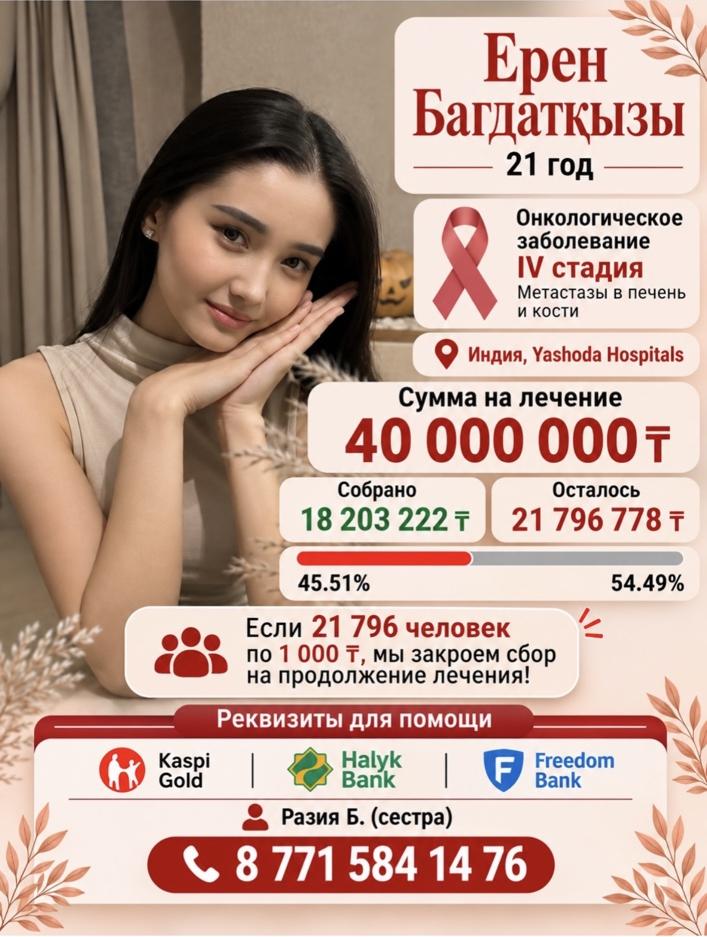 Ерен
Багдатқызы
21 год
Онкологическое
заболевание
IV стадия
Метастазы в печень
и кости
Индия, Yashoda Hospitals
Сумма на лечение
40 000 000 ₸
Собрано
18 203 222 ₸
Осталось
21 796 778 ₸
45.51%
54.49%
Если 21 796 человек
по 1 000 ₸, мы закроем сбор
на продолжение лечения!
Реквизиты для помощи
Kaspi
Gold
Halyk
Bank
Freedom
Bank
Разия Б. (сестра)
8 771 584 14 76